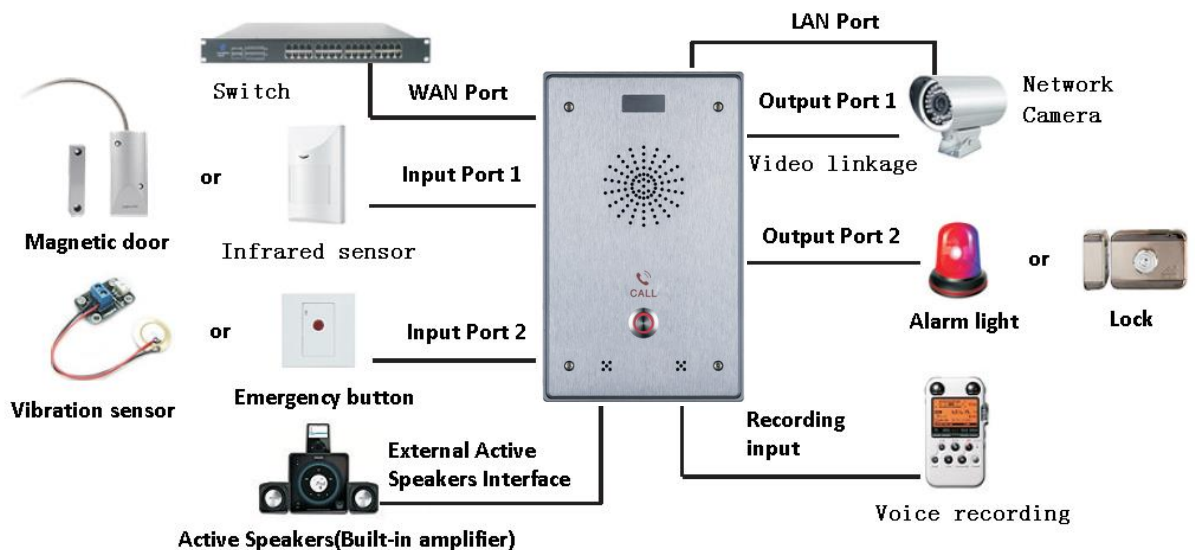 LAN Port
Switch
WAN Port
Output Port 1
Network
Camera
Video linkage
or
Input Port 1
Magnetic door
Infrared sensor
Output Port 2
or
CALL
or
Input Port 2
Alarm light
Lock
Vibration sensor
Emergency button
External Active
Speakers Interface
Recording
input
Voice recording
Active Speakers(Built-in amplifier)